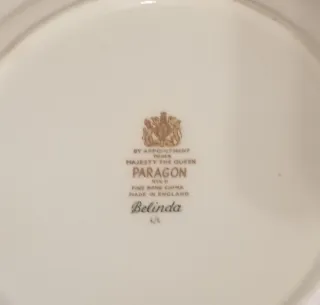 BY APPOINTMENT
MAJESTY THE QUEEN
PARAGON
FINE BONE CHINA
MADE IN ENGLAND
Belinda